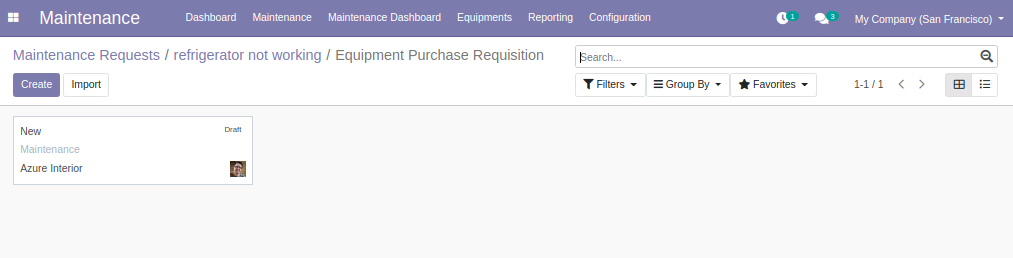 Maintenance Dashboard Maintenance Maintenance Dashboard Equipments Reporting Configuration 1 3 My Company (San Francisco)
Maintenance Requests / refrigerator not working / Equipment Purchase Requisition
Search...
Create Import Filters Group By Favorites 1-1 / 1
New Draft
Maintenance
Azure Interior